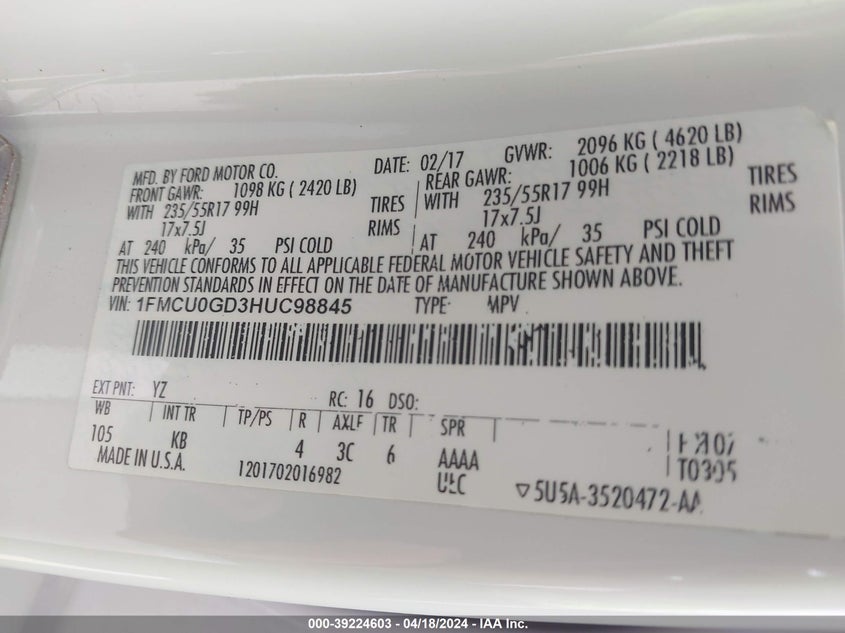 MFD. BY FORD MOTOR CO. DATE: 02/17 GVWR: 2096 KG ( 4620 LB)
FRONT GAWR: 1098 KG ( 2420 LB) REAR GAWR: 1006 KG ( 2218 LB)
WITH 235/55R17 99H TIRES WITH 235/55R17 99H TIRES
17x7.5J RIMS 17x7.5J RIMS
AT 240 kPa/ 35 PSI COLD AT 240 kPa/ 35 PSI COLD
THIS VEHICLE CONFORMS TO ALL APPLICABLE FEDERAL MOTOR VEHICLE SAFETY AND THEFT
PREVENTION STANDARDS IN EFFECT ON THE DATE OF MANUFACTURE SHOWN ABOVE.
VIN: 1FMCU0GD3HUC98845 TYPE: MPV
EXT PNT: YZ RC: 16 DSO:
WB INT TR TP/PS R AXLE TR SPR
105 KB 4 3C 6 AAAA
MADE IN U.S.A. 1201702016982
▽5U5A-3520472-AA
000-39224603 - 04/18/2024 - IAA Inc.